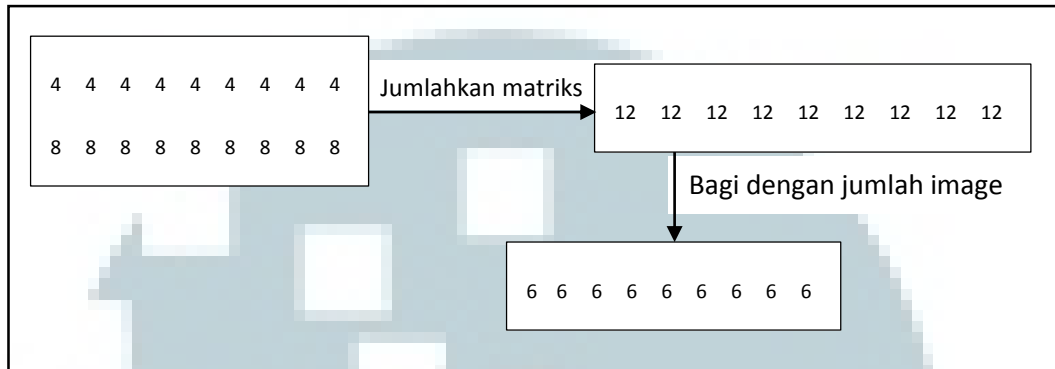 4 4 4 4 4 4 4 4 4
8 8 8 8 8 8 8 8 8
Jumlahkan matriks
12 12 12 12 12 12 12 12 12
Bagi dengan jumlah image
6 6 6 6 6 6 6 6 6